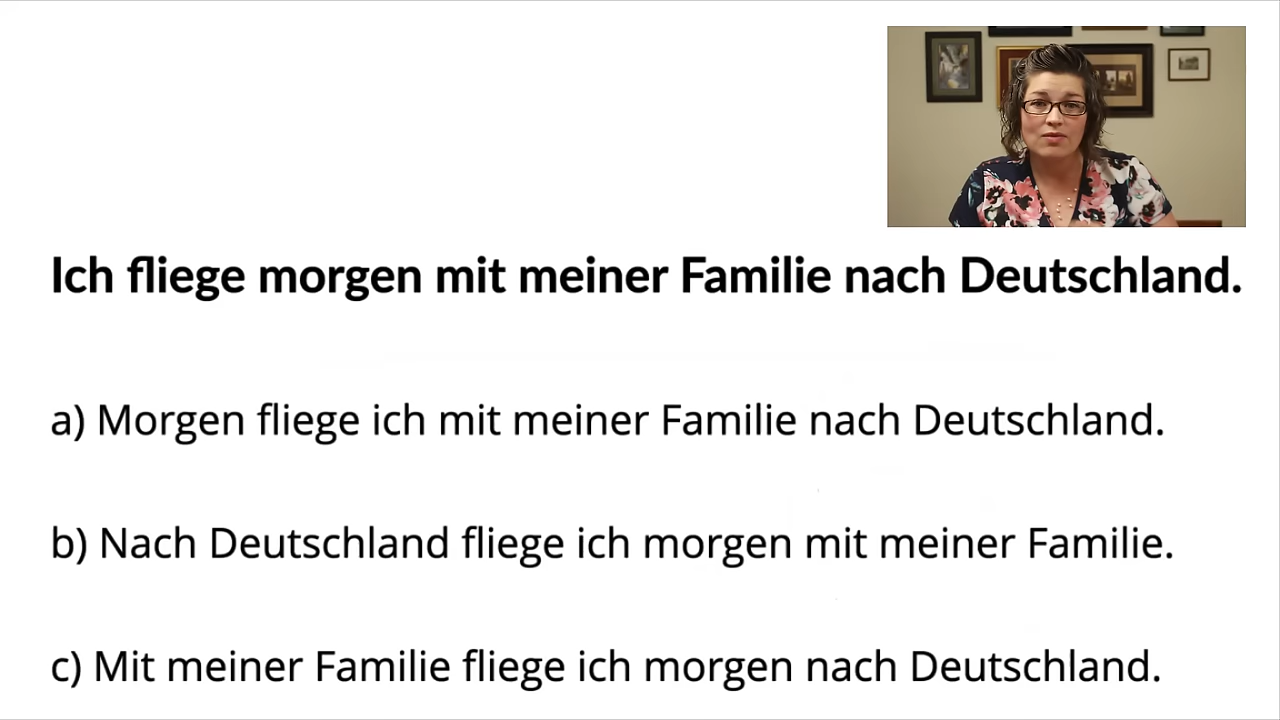 Ich fliege morgen mit meiner Familie nach Deutschland.
a) Morgen fliege ich mit meiner Familie nach Deutschland.
b) Nach Deutschland fliege ich morgen mit meiner Familie.
c) Mit meiner Familie fliege ich morgen nach Deutschland.